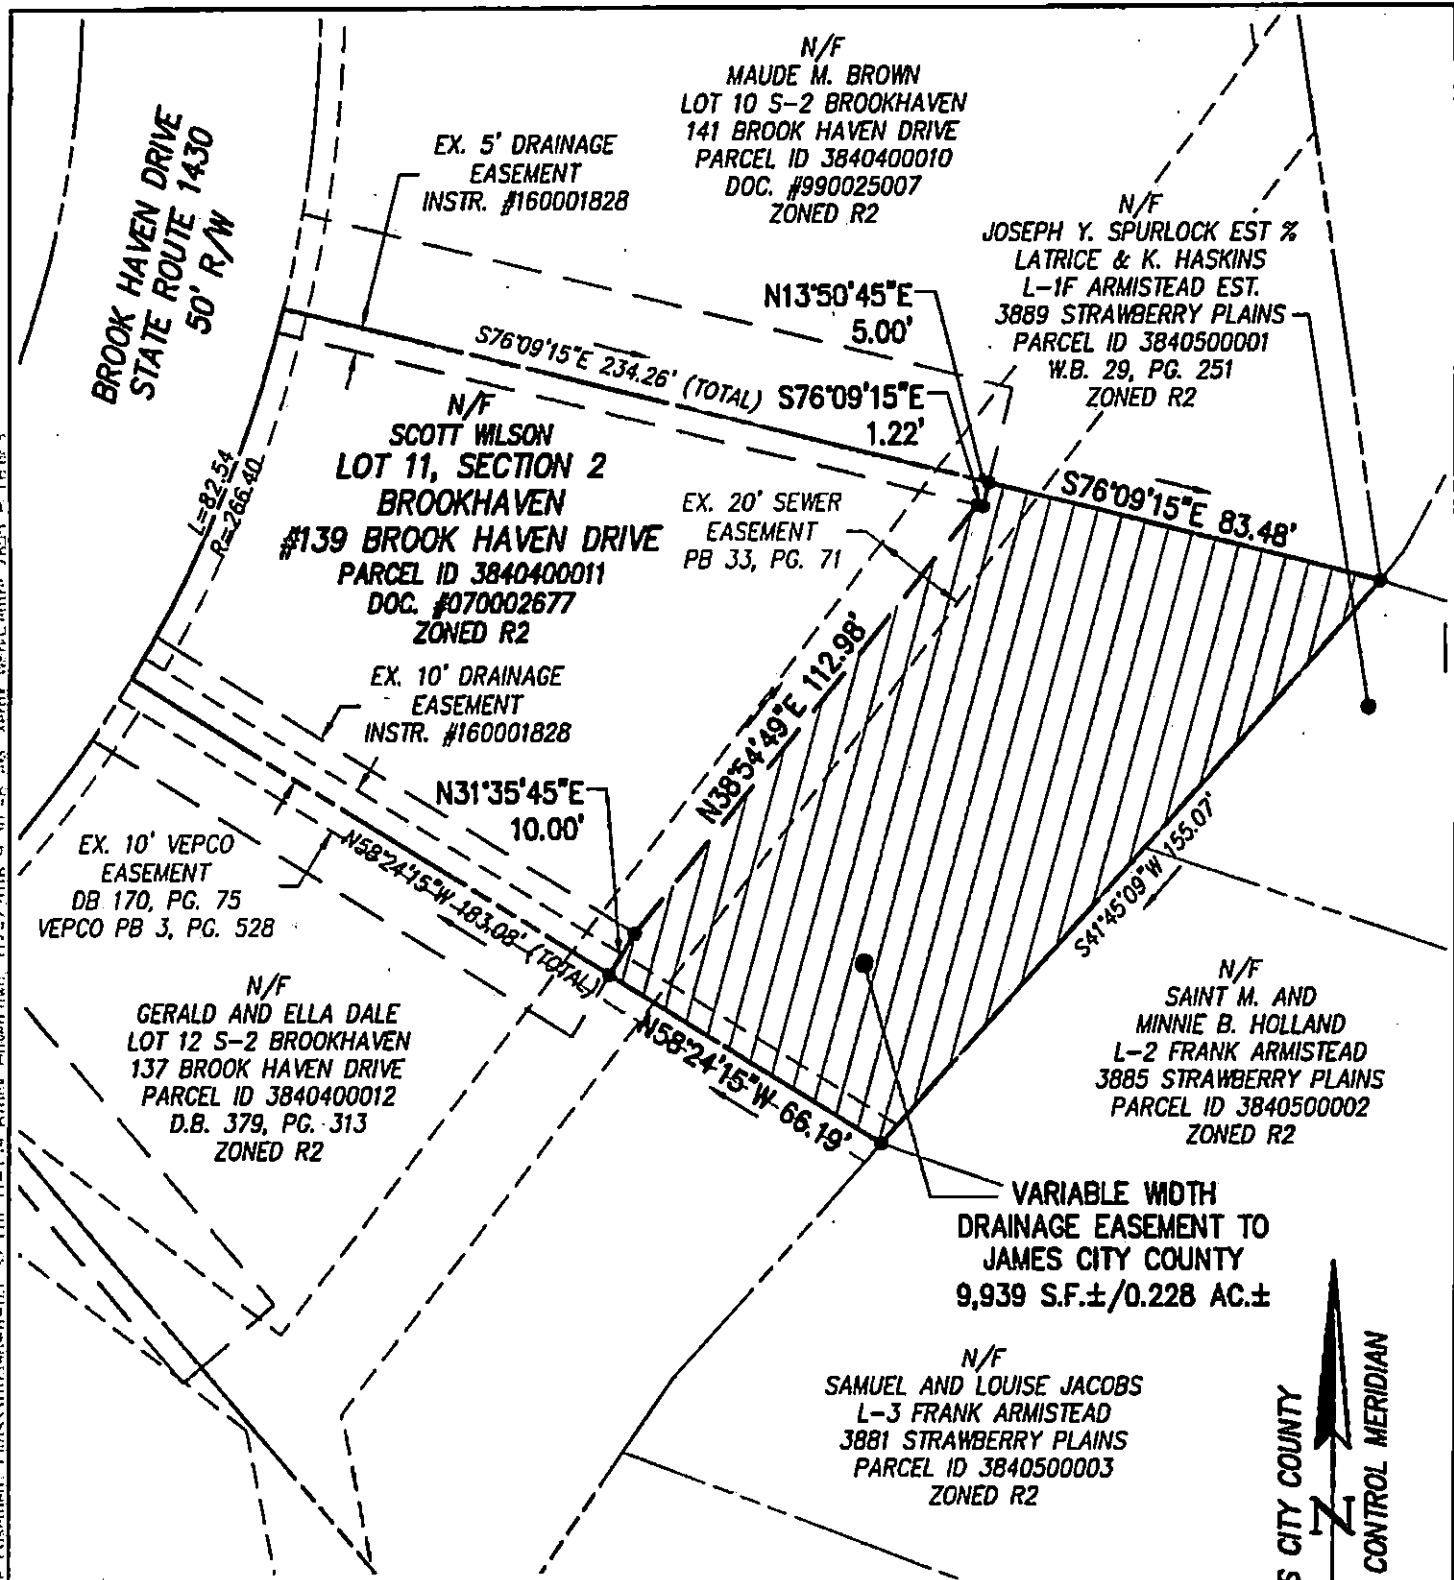 N/F
MAUDE M. BROWN
LOT 10 S-2 BROOKHAVEN
141 BROOK HAVEN DRIVE
PARCEL ID 3840400010
DOC. #990025007
ZONED R2
BROOK HAVEN DRIVE
STATE ROUTE 1430
50' R/W
EX. 5' DRAINAGE
EASEMENT
INSTR. #160001828
N/F
JOSEPH Y. SPURLOCK EST %
LATRICE & K. HASKINS
L-1F ARMISTEAD EST.
3889 STRAWBERRY PLAINS
PARCEL ID 3840500001
W.B. 29, PG. 251
ZONED R2
N13°50'45"E
5.00'
S76°09'15"E 234.26' (TOTAL)
S76°09'15"E
1.22'
N/F
SCOTT WILSON
LOT 11, SECTION 2
BROOKHAVEN
#139 BROOK HAVEN DRIVE
PARCEL ID 3840400011
DOC. #070002677
ZONED R2
L=82.54
R=266.40
EX. 20' SEWER
EASEMENT
PB 33, PG. 71
S76°09'15"E 83.48'
N38°54'49"E 112.98'
EX. 10' DRAINAGE
EASEMENT
INSTR. #160001828
N31°35'45"E
10.00'
EX. 10' VEPCO
EASEMENT
DB 170, PG. 75
VEPCO PB 3, PG. 528
N58°24'15"W 183.08' (TOTAL)
S41°45'09"W 155.07'
N/F
GERALD AND ELLA DALE
LOT 12 S-2 BROOKHAVEN
137 BROOK HAVEN DRIVE
PARCEL ID 3840400012
D.B. 379, PG. 313
ZONED R2
N58°24'15"W 66.19'
N/F
SAINT M. AND
MINNIE B. HOLLAND
L-2 FRANK ARMISTEAD
3885 STRAWBERRY PLAINS
PARCEL ID 3840500002
ZONED R2
VARIABLE WIDTH
DRAINAGE EASEMENT TO
JAMES CITY COUNTY
9,939 S.F.±/0.228 AC.±
N/F
SAMUEL AND LOUISE JACOBS
L-3 FRANK ARMISTEAD
3881 STRAWBERRY PLAINS
PARCEL ID 3840500003
ZONED R2
S CITY COUNTY
N
CONTROL MERIDIAN